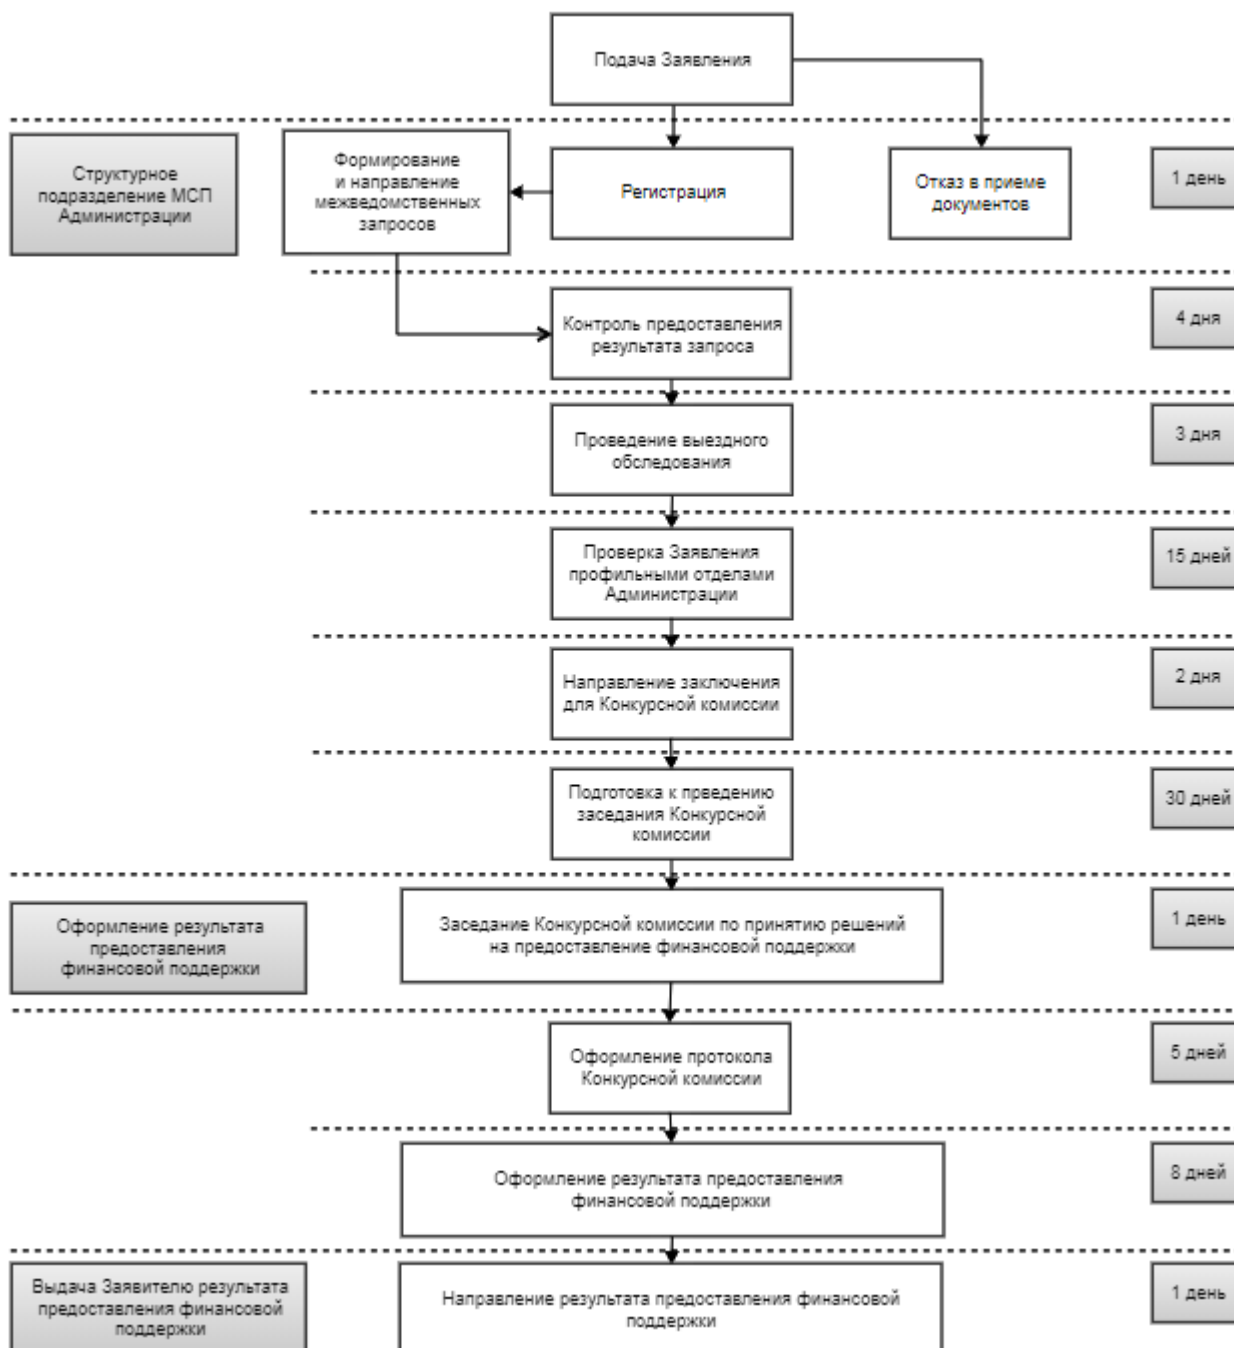 Подача Заявления
Структурное
подразделение МСП
Администрации
Формирование
и направление
межведомственных
запросов
Регистрация
Отказ в приеме
документов
1 день
Контроль предоставления
результата запроса
4 дня
Проведение выездного
обследования
3 дня
Проверка Заявления
профильными отделами
Администрации
15 дней
Направление заключения
для Конкурсной комиссии
2 дня
Подготовка к прведению
заседания Конкурсной
комиссии
30 дней
Оформление результата
предоставления
финансовой поддержки
Заседание Конкурсной комиссии по принятию решений
на предоставление финансовой поддержки
1 день
Оформление протокола
Конкурсной комиссии
5 дней
Оформление результата предоставления
финансовой поддержки
8 дней
Выдача Заявителю результата
предоставления финансовой
поддержки
Направление результата предоставления финансовой
поддержки
1 день